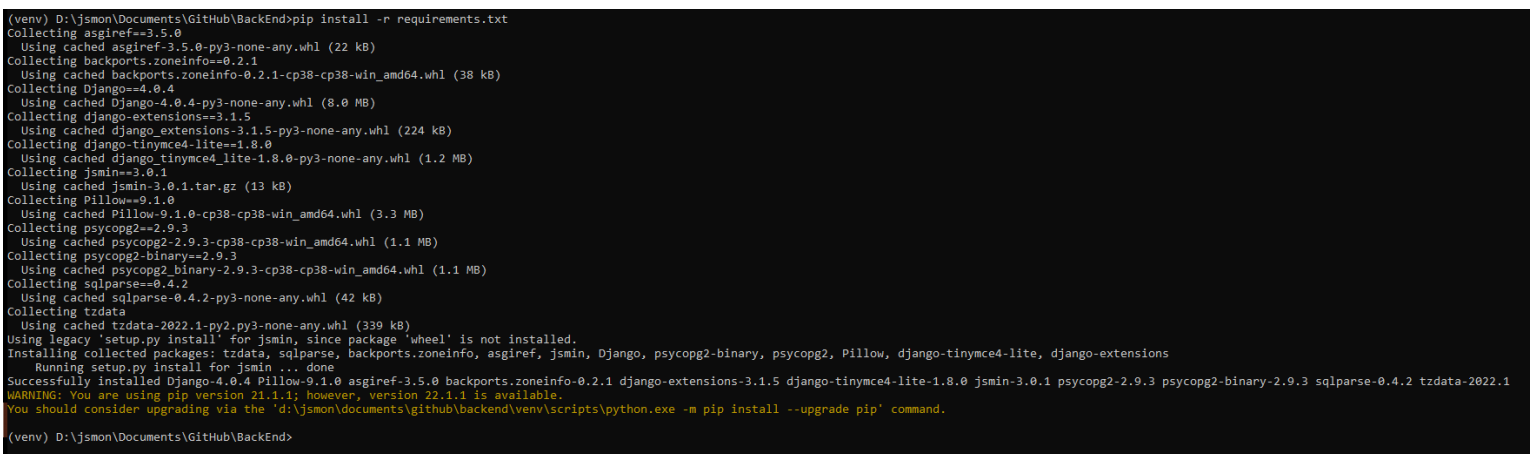 (venv) D:\jsmon\Documents\GitHub\BackEnd>pip install -r requirements.txt
Collecting asgiref==3.5.0
  Using cached asgiref-3.5.0-py3-none-any.whl (22 kB)
Collecting backports.zoneinfo==0.2.1
  Using cached backports.zoneinfo-0.2.1-cp38-cp38-win_amd64.whl (38 kB)
Collecting Django==4.0.4
  Using cached Django-4.0.4-py3-none-any.whl (8.0 MB)
Collecting django-extensions==3.1.5
  Using cached django_extensions-3.1.5-py3-none-any.whl (224 kB)
Collecting django-tinymce4-lite==1.8.0
  Using cached django_tinymce4_lite-1.8.0-py3-none-any.whl (1.2 MB)
Collecting jsmin==3.0.1
  Using cached jsmin-3.0.1.tar.gz (13 kB)
Collecting Pillow==9.1.0
  Using cached Pillow-9.1.0-cp38-cp38-win_amd64.whl (3.3 MB)
Collecting psycopg2==2.9.3
  Using cached psycopg2-2.9.3-cp38-cp38-win_amd64.whl (1.1 MB)
Collecting psycopg2-binary==2.9.3
  Using cached psycopg2_binary-2.9.3-cp38-cp38-win_amd64.whl (1.1 MB)
Collecting sqlparse==0.4.2
  Using cached sqlparse-0.4.2-py3-none-any.whl (42 kB)
Collecting tzdata
  Using cached tzdata-2022.1-py2.py3-none-any.whl (339 kB)
Using legacy 'setup.py install' for jsmin, since package 'wheel' is not installed.
Installing collected packages: tzdata, sqlparse, backports.zoneinfo, asgiref, jsmin, Django, psycopg2-binary, psycopg2, Pillow, django-tinymce4-lite, django-extensions
    Running setup.py install for jsmin ... done
Successfully installed Django-4.0.4 Pillow-9.1.0 asgiref-3.5.0 backports.zoneinfo-0.2.1 django-extensions-3.1.5 django-tinymce4-lite-1.8.0 jsmin-3.0.1 psycopg2-2.9.3 psycopg2-binary-2.9.3 sqlparse-0.4.2 tzdata-2022.1
WARNING: You are using pip version 21.1.1; however, version 22.1.1 is available.
You should consider upgrading via the 'd:\jsmon\documents\github\backend\venv\scripts\python.exe -m pip install --upgrade pip' command.
(venv) D:\jsmon\Documents\GitHub\BackEnd>